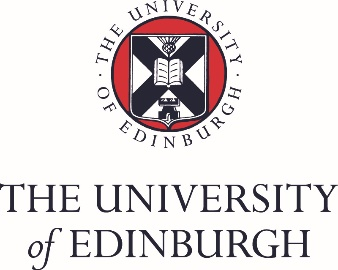 · THE UNIVERSITY ·
OF EDINBURGH
THE UNIVERSITY
of EDINBURGH